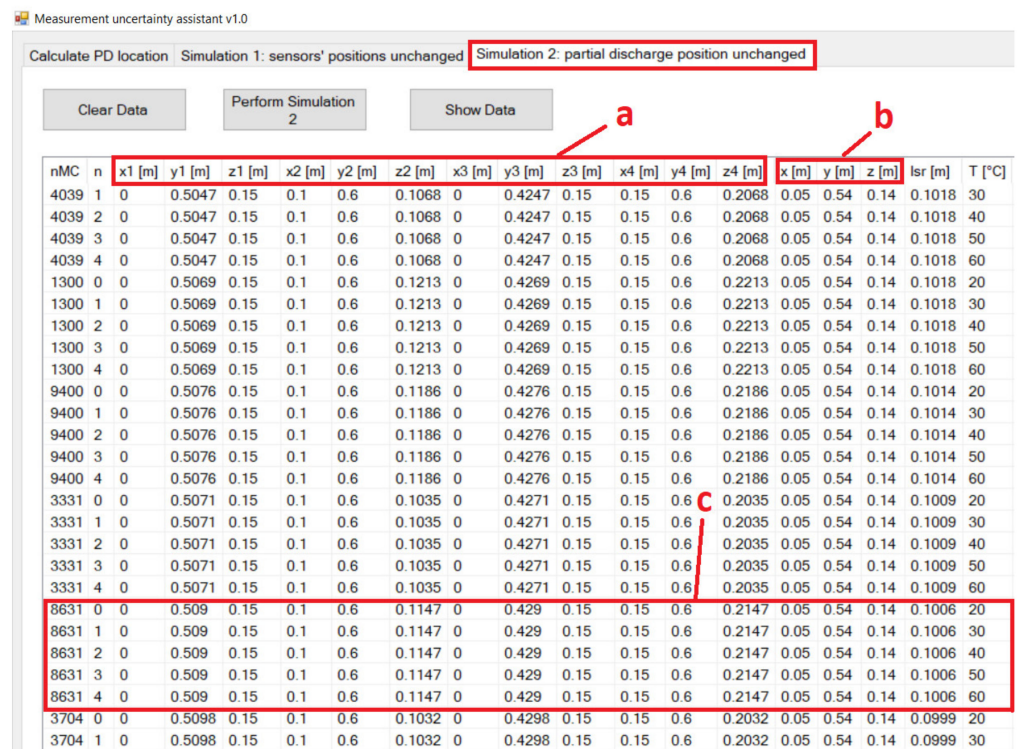 Measurement uncertainty assistant v1.0
Calculate PD location Simulation 1: sensors' positions unchanged Simulation 2: partial discharge position unchanged
Clear Data Perform Simulation 2 Show Data
a b
nMC n x1 [m] y1 [m] z1 [m] x2 [m] y2 [m] z2 [m] x3 [m] y3 [m] z3 [m] x4 [m] y4 [m] z4 [m] x [m] y [m] z [m] lsr [m] T [°C]
4039 1 0 0.5047 0.15 0.1 0.6 0.1068 0 0.4247 0.15 0.15 0.6 0.2068 0.05 0.54 0.14 0.1018 30
4039 2 0 0.5047 0.15 0.1 0.6 0.1068 0 0.4247 0.15 0.15 0.6 0.2068 0.05 0.54 0.14 0.1018 40
4039 3 0 0.5047 0.15 0.1 0.6 0.1068 0 0.4247 0.15 0.15 0.6 0.2068 0.05 0.54 0.14 0.1018 50
4039 4 0 0.5047 0.15 0.1 0.6 0.1068 0 0.4247 0.15 0.15 0.6 0.2068 0.05 0.54 0.14 0.1018 60
1300 0 0 0.5069 0.15 0.1 0.6 0.1213 0 0.4269 0.15 0.15 0.6 0.2213 0.05 0.54 0.14 0.1018 20
1300 1 0 0.5069 0.15 0.1 0.6 0.1213 0 0.4269 0.15 0.15 0.6 0.2213 0.05 0.54 0.14 0.1018 30
1300 2 0 0.5069 0.15 0.1 0.6 0.1213 0 0.4269 0.15 0.15 0.6 0.2213 0.05 0.54 0.14 0.1018 40
1300 3 0 0.5069 0.15 0.1 0.6 0.1213 0 0.4269 0.15 0.15 0.6 0.2213 0.05 0.54 0.14 0.1018 50
1300 4 0 0.5069 0.15 0.1 0.6 0.1213 0 0.4269 0.15 0.15 0.6 0.2213 0.05 0.54 0.14 0.1018 60
9400 0 0 0.5076 0.15 0.1 0.6 0.1186 0 0.4276 0.15 0.15 0.6 0.2186 0.05 0.54 0.14 0.1014 20
9400 1 0 0.5076 0.15 0.1 0.6 0.1186 0 0.4276 0.15 0.15 0.6 0.2186 0.05 0.54 0.14 0.1014 30
9400 2 0 0.5076 0.15 0.1 0.6 0.1186 0 0.4276 0.15 0.15 0.6 0.2186 0.05 0.54 0.14 0.1014 40
9400 3 0 0.5076 0.15 0.1 0.6 0.1186 0 0.4276 0.15 0.15 0.6 0.2186 0.05 0.54 0.14 0.1014 50
9400 4 0 0.5076 0.15 0.1 0.6 0.1186 0 0.4276 0.15 0.15 0.6 0.2186 0.05 0.54 0.14 0.1014 60
3331 0 0 0.5071 0.15 0.1 0.6 0.1035 0 0.4271 0.15 0.15 0.6 c 0.2035 0.05 0.54 0.14 0.1009 20
3331 1 0 0.5071 0.15 0.1 0.6 0.1035 0 0.4271 0.15 0.15 0.6 0.2035 0.05 0.54 0.14 0.1009 30
3331 2 0 0.5071 0.15 0.1 0.6 0.1035 0 0.4271 0.15 0.15 0.6 0.2035 0.05 0.54 0.14 0.1009 40
3331 3 0 0.5071 0.15 0.1 0.6 0.1035 0 0.4271 0.15 0.15 0.6 0.2035 0.05 0.54 0.14 0.1009 50
3331 4 0 0.5071 0.15 0.1 0.6 0.1035 0 0.4271 0.15 0.15 0.6 0.2035 0.05 0.54 0.14 0.1009 60
8631 0 0 0.509 0.15 0.1 0.6 0.1147 0 0.429 0.15 0.15 0.6 0.2147 0.05 0.54 0.14 0.1006 20
8631 1 0 0.509 0.15 0.1 0.6 0.1147 0 0.429 0.15 0.15 0.6 0.2147 0.05 0.54 0.14 0.1006 30
8631 2 0 0.509 0.15 0.1 0.6 0.1147 0 0.429 0.15 0.15 0.6 0.2147 0.05 0.54 0.14 0.1006 40
8631 3 0 0.509 0.15 0.1 0.6 0.1147 0 0.429 0.15 0.15 0.6 0.2147 0.05 0.54 0.14 0.1006 50
8631 4 0 0.509 0.15 0.1 0.6 0.1147 0 0.429 0.15 0.15 0.6 0.2147 0.05 0.54 0.14 0.1006 60
3704 0 0 0.5098 0.15 0.1 0.6 0.1032 0 0.4298 0.15 0.15 0.6 0.2032 0.05 0.54 0.14 0.0999 20
3704 1 0 0.5098 0.15 0.1 0.6 0.1032 0 0.4298 0.15 0.15 0.6 0.2032 0.05 0.54 0.14 0.0999 30